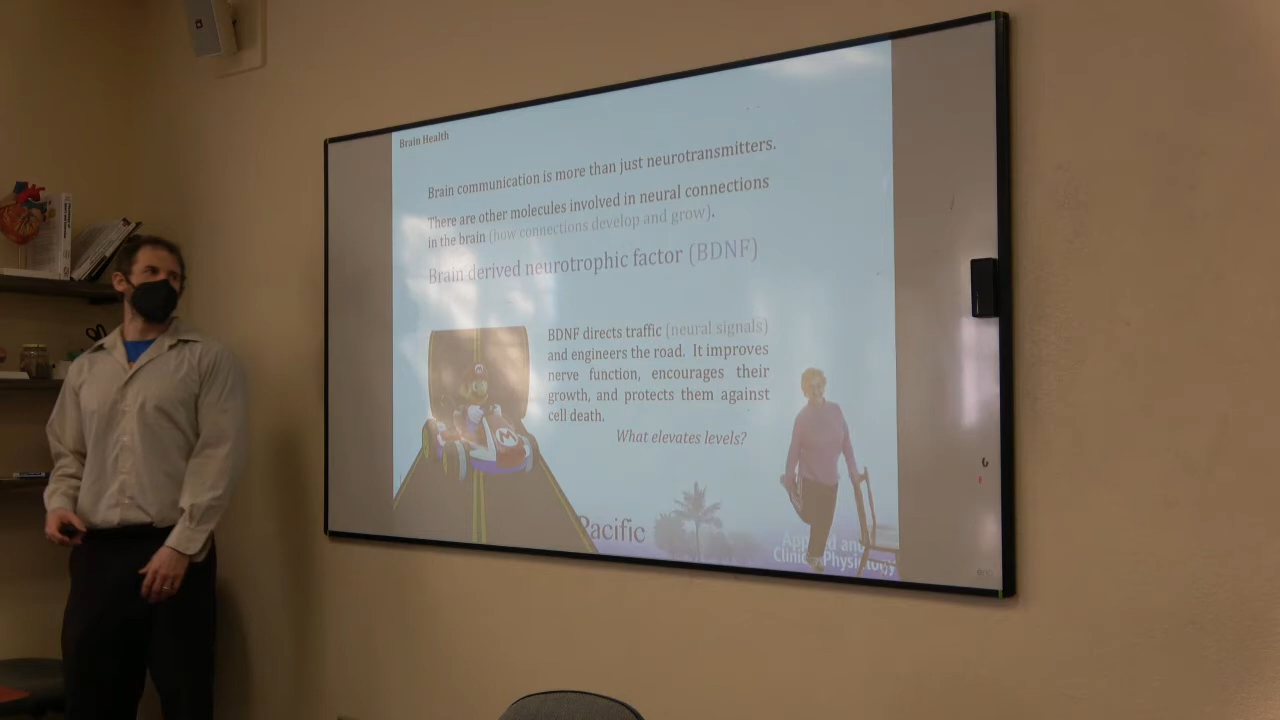 Brain Health
Brain communication is more than just neurotransmitters.
There are other molecules involved in neural connections
in the brain (how connections develop and grow).
Brain derived neurotrophic factor (BDNF)
BDNF directs traffic (neural signals)
and engineers the road. It improves
nerve function, encourages their
growth, and protects them against
cell death.
What elevates levels?
M
Pacific
Applied and
Clinical Physiology